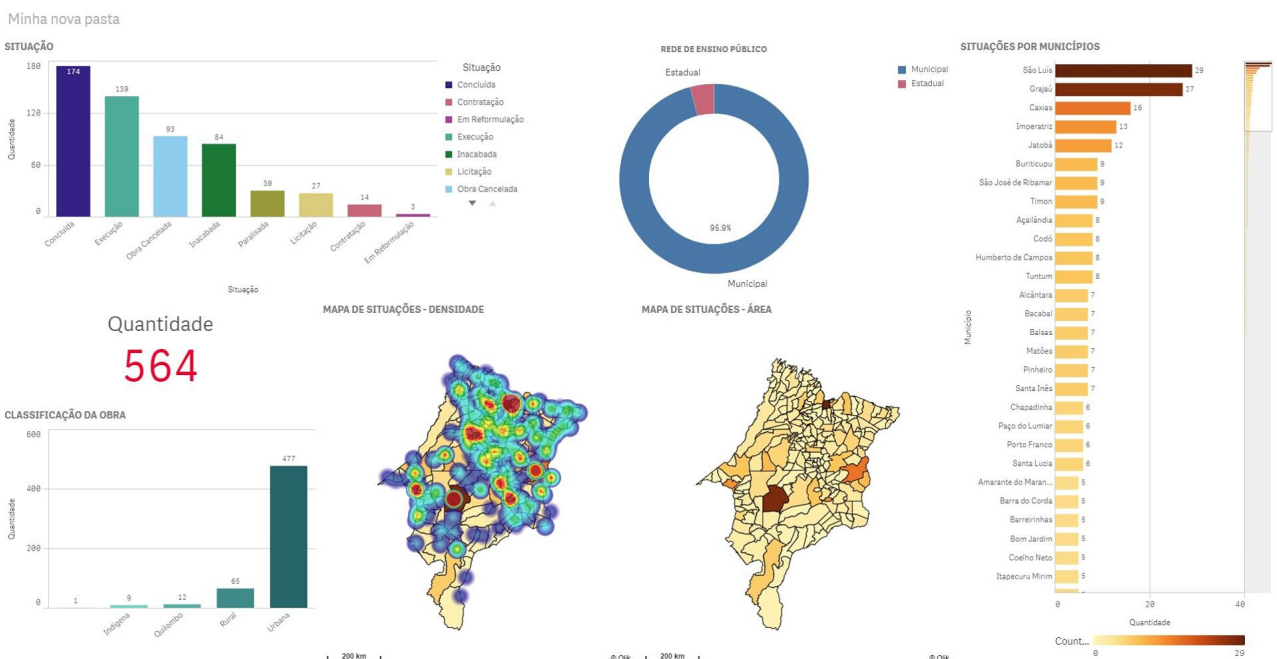 Minha nova pasta
SITUAÇÃO
180
120
60
0
Quantidade
174
139
93
84
30
27
14
3
Concluída
Execução
Obra Cancelada
Inacabada
Paralisada
Licitação
Contratação
Em Reformulação
Situação
Situação
Concluída
Contratação
Em Reformulação
Execução
Inacabada
Licitação
Obra Cancelada
REDE DE ENSINO PÚBLICO
Estadual
95.9%
Municipal
Municipal
Estadual
SITUAÇÕES POR MUNICÍPIOS
Município
São Luís 29
Grajaú 27
Caxias 16
Imperatriz 13
Jatobá 12
Buriticupu 9
São José de Ribamar 9
Timon 9
Açailândia 8
Codó 8
Humberto de Campos 8
Tuntum 8
Alcântara 7
Bacabal 7
Balsas 7
Matões 7
Pinheiro 7
Santa Inês 7
Chapadinha 6
Paço do Lumiar 6
Porto Franco 6
Santa Luzia 6
Amarante do Maran... 5
Barra do Corda 5
Barreirinhas 5
Bom Jardim 5
Coelho Neto 5
Itapecuru Mirim 5
0 20 40
Quantidade
Count...
0 29
Quantidade
564
CLASSIFICAÇÃO DA OBRA
600
400
200
0
Quantidade
1
9
12
65
477
Indígena
Quilombo
Rural
Urbana
MAPA DE SITUAÇÕES - DENSIDADE
200 km
© Qlik
MAPA DE SITUAÇÕES - ÁREA
200 km
© Qlik